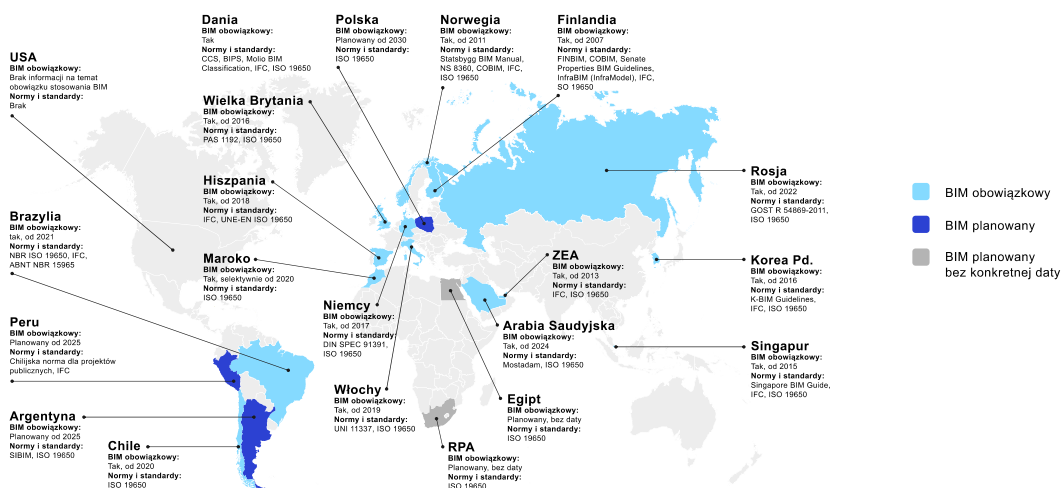 USA
BIM obowiązkowy:
Brak informacji na temat
obowiązku stosowania BIM
Normy i standardy:
Brak
Dania
BIM obowiązkowy:
Tak
Normy i standardy:
CCS, BIPS, Molio BIM
Classification, IFC, ISO 19650
Polska
BIM obowiązkowy:
Planowany od 2030
Normy i standardy:
ISO 19650
Norwegia
BIM obowiązkowy:
Tak, od 2011
Normy i standardy:
Statsbygg BIM Manual,
NS 8360, COBIM, IFC,
ISO 19650
Finlandia
BIM obowiązkowy:
Tak, od 2007
Normy i standardy:
FINBIM, COBIM, Senate
Properties BIM Guidelines,
InfraBIM (InfraModel), IFC,
SO 19650
Wielka Brytania
BIM obowiązkowy:
Tak, od 2016
Normy i standardy:
PAS 1192, ISO 19650
Hiszpania
BIM obowiązkowy:
Tak, od 2018
Normy i standardy:
IFC, UNE-EN ISO 19650
Maroko
BIM obowiązkowy:
Tak, selektywnie od 2020
Normy i standardy:
ISO 19650
Brazylia
BIM obowiązkowy:
tak, od 2021
Normy i standardy:
NBR ISO 19650, IFC,
ABNT NBR 15965
Peru
BIM obowiązkowy:
Planowany od 2025
Normy i standardy:
Chilijska norma dla projektów
publicznych, IFC
Argentyna
BIM obowiązkowy:
Planowany od 2025
Normy i standardy:
SIBIM, ISO 19650
Chile
BIM obowiązkowy:
Tak, od 2020
Normy i standardy:
ISO 19650
Niemcy
BIM obowiązkowy:
Tak, od 2017
Normy i standardy:
DIN SPEC 91391,
ISO 19650
Włochy
BIM obowiązkowy:
Tak, od 2019
Normy i standardy:
UNI 11337, ISO 19650
ZEA
BIM obowiązkowy:
Tak, od 2013
Normy i standardy:
IFC, ISO 19650
Arabia Saudyjska
BIM obowiązkowy:
Tak, od 2024
Normy i standardy:
Mostadam, ISO 19650
Egipt
BIM obowiązkowy:
Planowany, bez daty
Normy i standardy:
ISO 19650
RPA
BIM obowiązkowy:
Planowany, bez daty
Normy i standardy:
ISO 19650
Rosja
BIM obowiązkowy:
Tak, od 2022
Normy i standardy:
GOST R 54869-2011,
ISO 19650
Korea Pd.
BIM obowiązkowy:
Tak, od 2016
Normy i standardy:
K-BIM Guidelines,
IFC, ISO 19650
Singapur
BIM obowiązkowy:
Tak, od 2015
Normy i standardy:
Singapore BIM Guide,
IFC, ISO 19650
BIM obowiązkowy
BIM planowany
BIM planowany
bez konkretnej daty